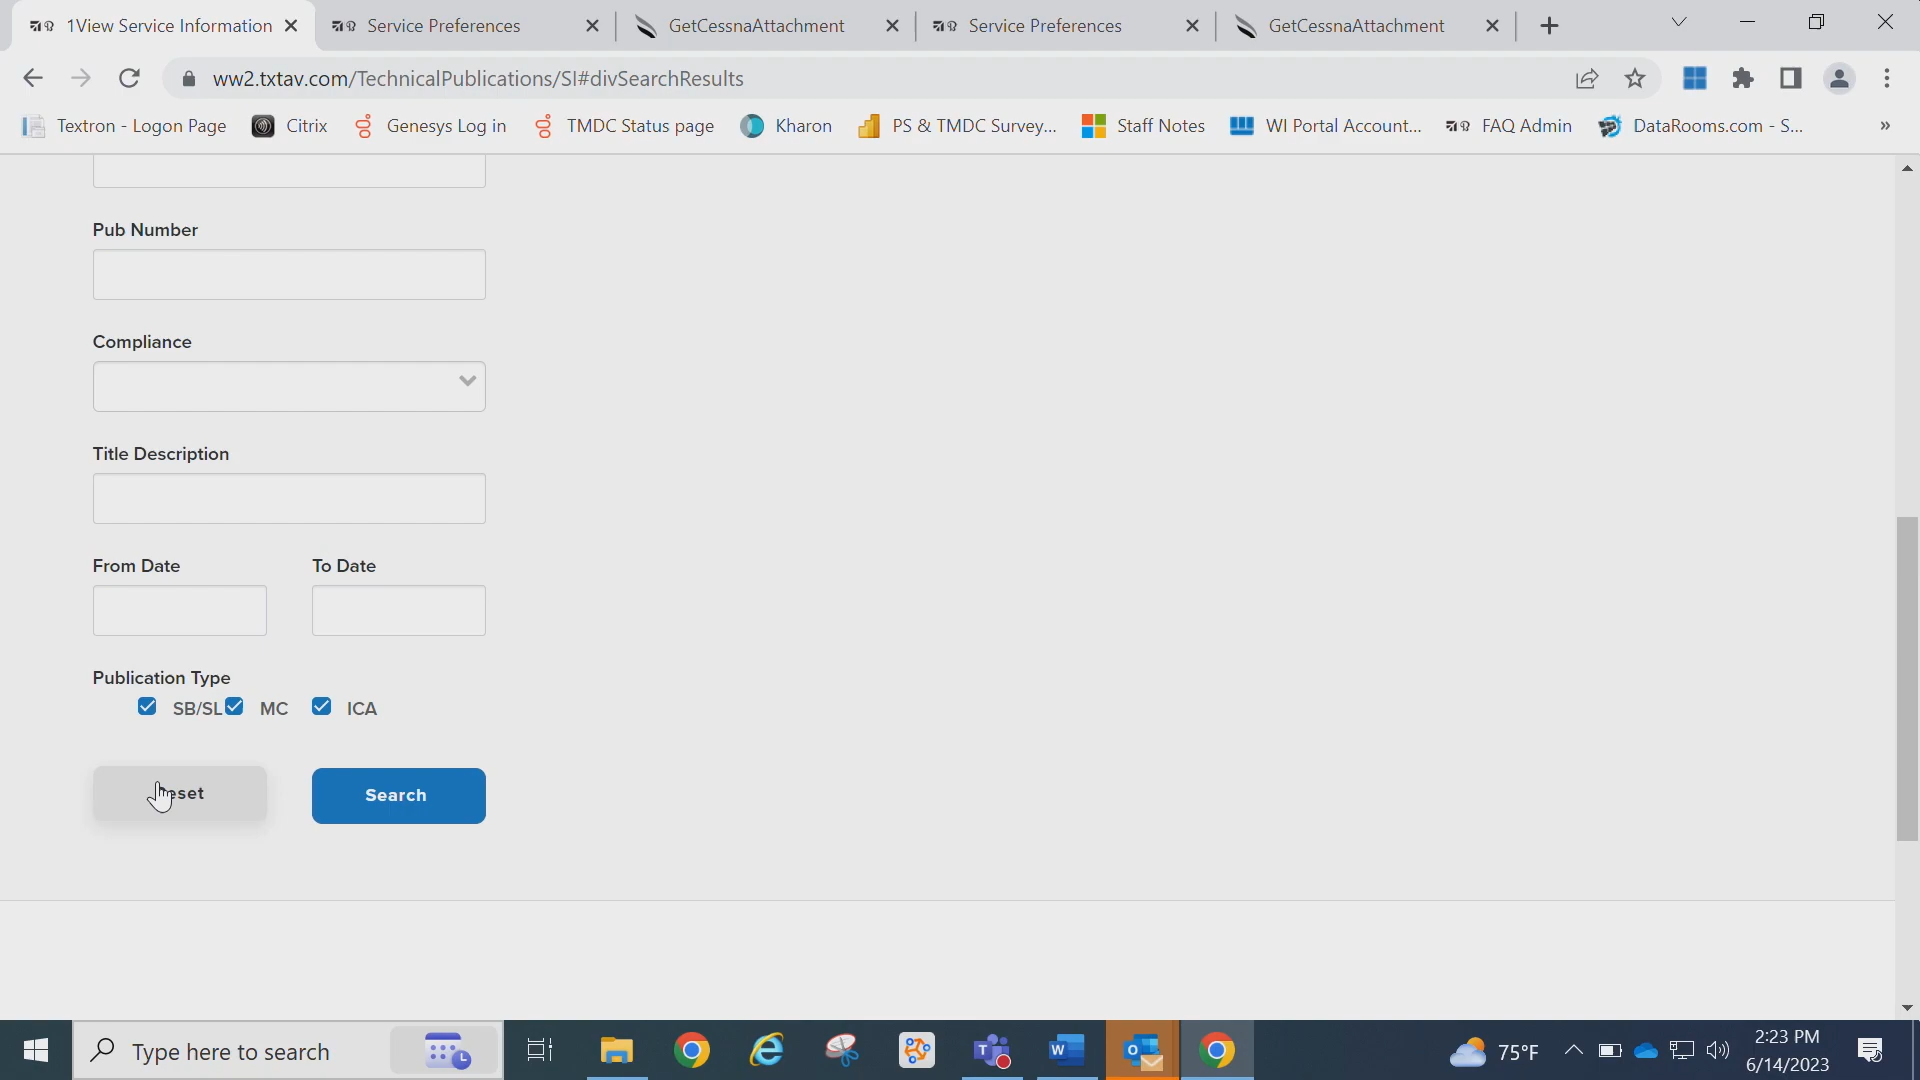 1View Service Information
Service Preferences
GetCessnaAttachment
Service Preferences
GetCessnaAttachment
ww2.txtav.com/TechnicalPublications/SI#divSearchResults
Textron - Logon Page
Citrix
Genesys Log in
TMDC Status page
Kharon
PS & TMDC Survey...
Staff Notes
WI Portal Account...
FAQ Admin
DataRooms.com - S...
»
Pub Number
Compliance
Title Description
From Date
To Date
Publication Type
SB/SL
MC
ICA
eset
Search
Type here to search
75°F
2:23 PM
6/14/2023